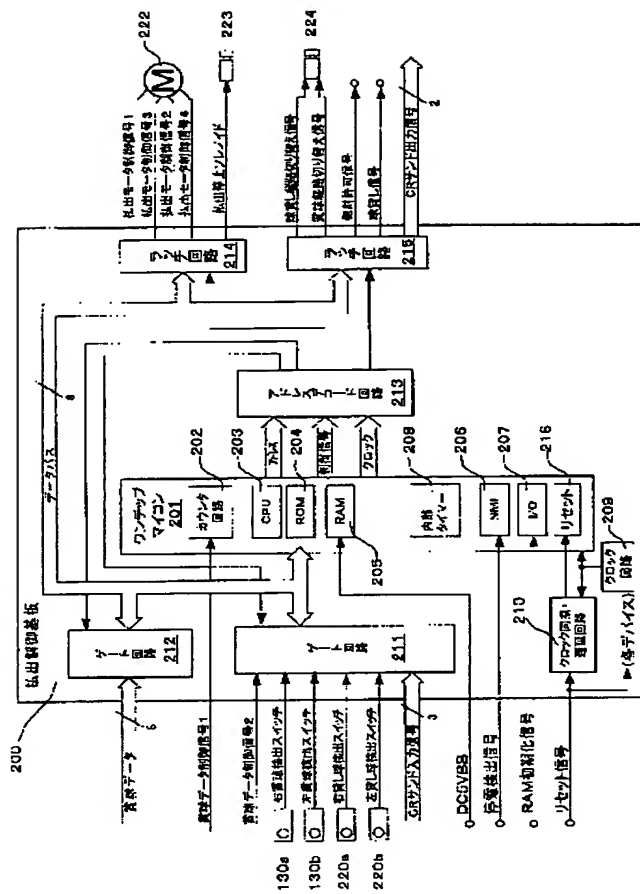 200
払出制御基板
賞球データ
6
ゲート回路
212
データバス
8
賞球データ制御信号1
賞球データ制御信号2
130a
右賞球検出スイッチ
130b
左賞球検出スイッチ
220a
右貸し球検出スイッチ
220b
左貸し球検出スイッチ
CRサンド入力信号
3
ゲート回路
211
DC5VBB
停電検出信号
RAM初期化信号
リセット信号
ワンチップ
マイコン
201
カウンタ
回路
202
CPU
203
ROM
204
RAM
205
内部
タイマー
208
NMI
206
I/O
207
リセット
216
210
クロック同期・
遅延回路
クロック
回路
209
(各デバイス)
アドレス
制御信号
クロック
アドレスデコード回路
213
ラッチ回路
214
ラッチ回路
215
払出モータ制御信号1
払出モータ制御信号3
払出モータ制御信号2
払出モータ制御信号4
M
222
払出停止ソレノイド
223
球貸し経路切り替え信号
賞球経路切り替え信号
224
発射許可信号
球貸し信号
CRサンド出力信号
2